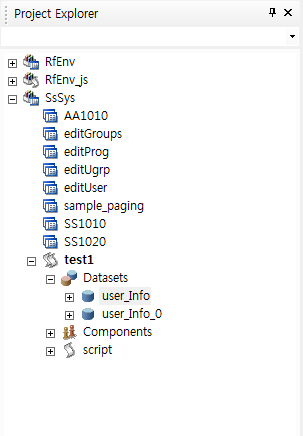 Project Explorer
RfEnv
RfEnv_js
SsSys
AA1010
editGroups
editProg
editUgrp
editUser
sample_paging
SS1010
SS1020
test1
Datasets
user_Info
user_Info_0
Components
script